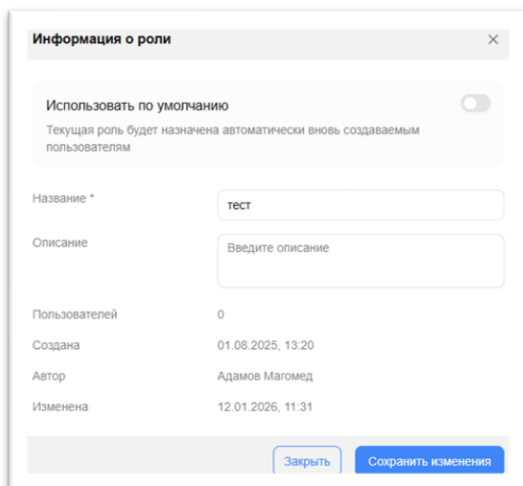 Информация о роли
Использовать по умолчанию
Текущая роль будет назначена автоматически вновь создаваемым
пользователям
Название *
тест
Описание
Введите описание
Пользователей
0
Создана
01.08.2025, 13:20
Автор
Адамов Магомед
Изменена
12.01.2026, 11:31
Закрыть
Сохранить изменения